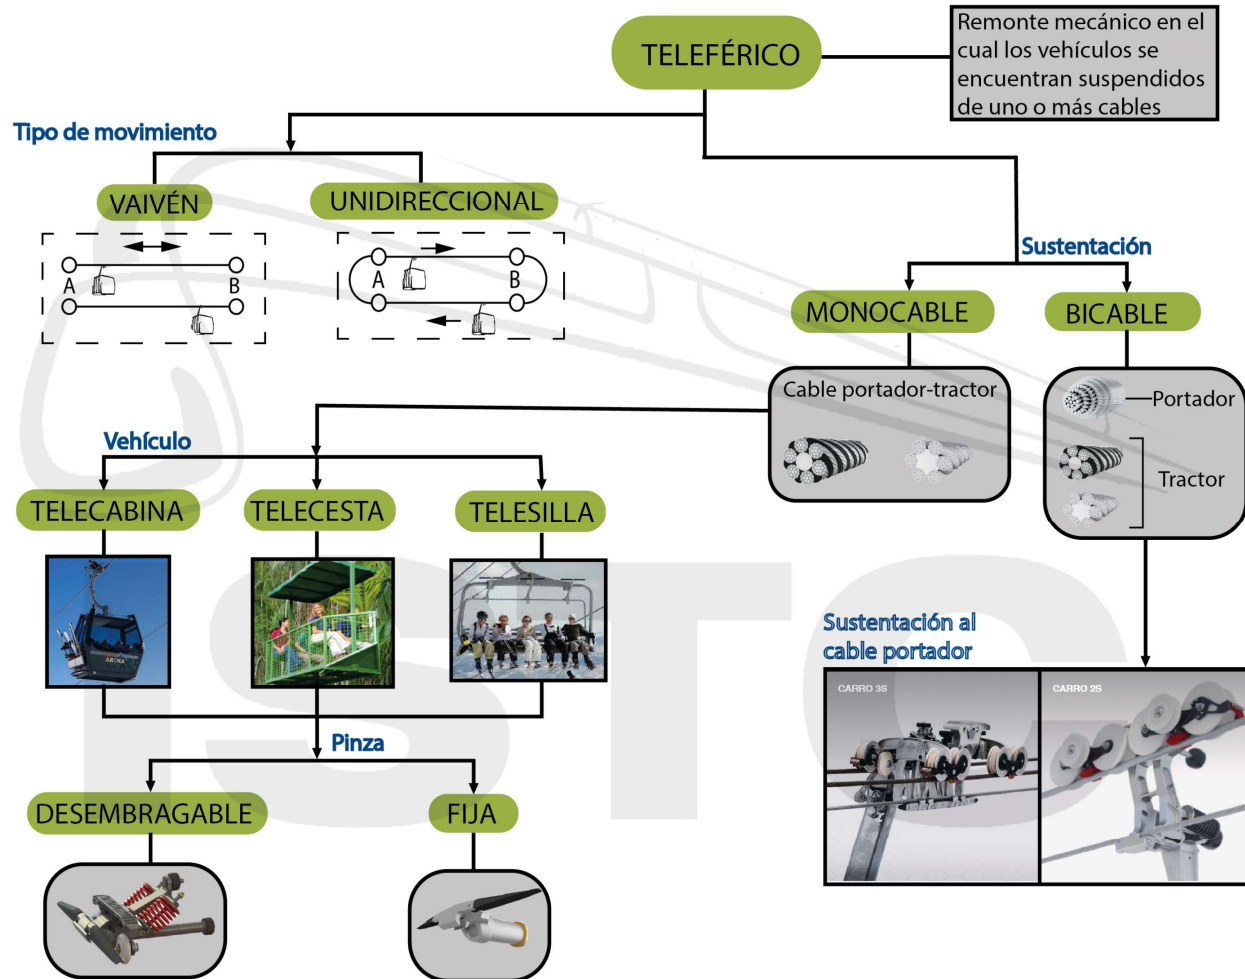 TELEFÉRICO
Remonte mecánico en el
cual los vehículos se
encuentran suspendidos
de uno o más cables
Tipo de movimiento
VAIVÉN
UNIDIRECCIONAL
A
B
A
B
Sustentación
MONOCABLE
BICABLE
Cable portador-tractor
Portador
Tractor
Vehículo
TELECABINA
TELECESTA
TELESILLA
ARENA
Sustentación al
cable portador
CARRO 3S
CARRO 2S
Pinza
DESEMBRAGABLE
FIJA
ISTC